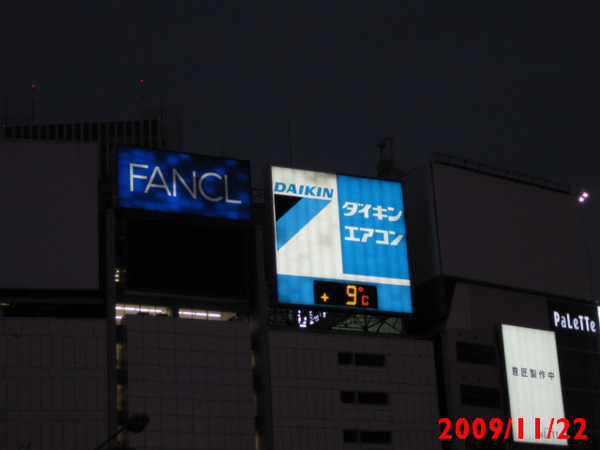 FANCL
DAIKIN
ダイキン
エアコン
+ 9°C
PaLeTTe
意匠製作中
2009/11/22